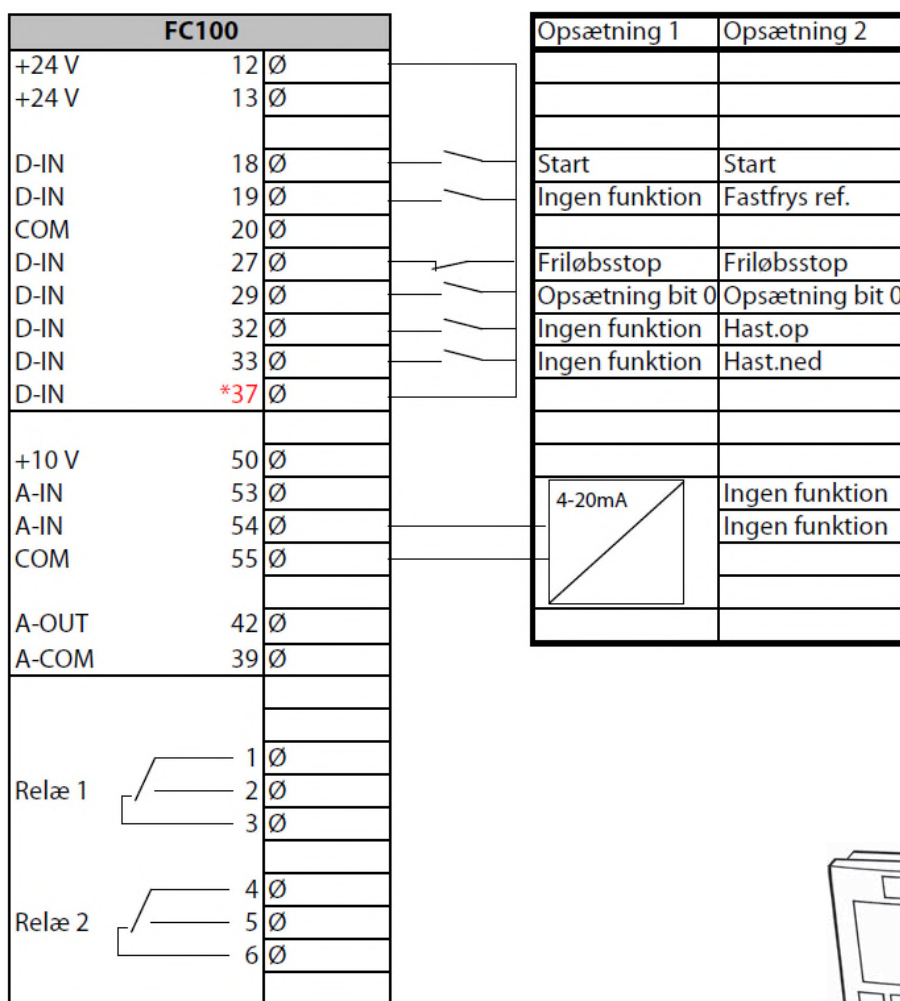 FC100
+24 V 12 Ø
+24 V 13 Ø
D-IN 18 Ø
D-IN 19 Ø
COM 20 Ø
D-IN 27 Ø
D-IN 29 Ø
D-IN 32 Ø
D-IN 33 Ø
D-IN *37 Ø
+10 V 50 Ø
A-IN 53 Ø
A-IN 54 Ø
COM 55 Ø
A-OUT 42 Ø
A-COM 39 Ø
1 Ø
Relæ 1 2 Ø
3 Ø
4 Ø
Relæ 2 5 Ø
6 Ø
Opsætning 1 Opsætning 2
Start Start
Ingen funktion Fastfrys ref.
Friløbsstop Friløbsstop
Opsætning bit 0 Opsætning bit 0
Ingen funktion Hast.op
Ingen funktion Hast.ned
4-20mA Ingen funktion
Ingen funktion